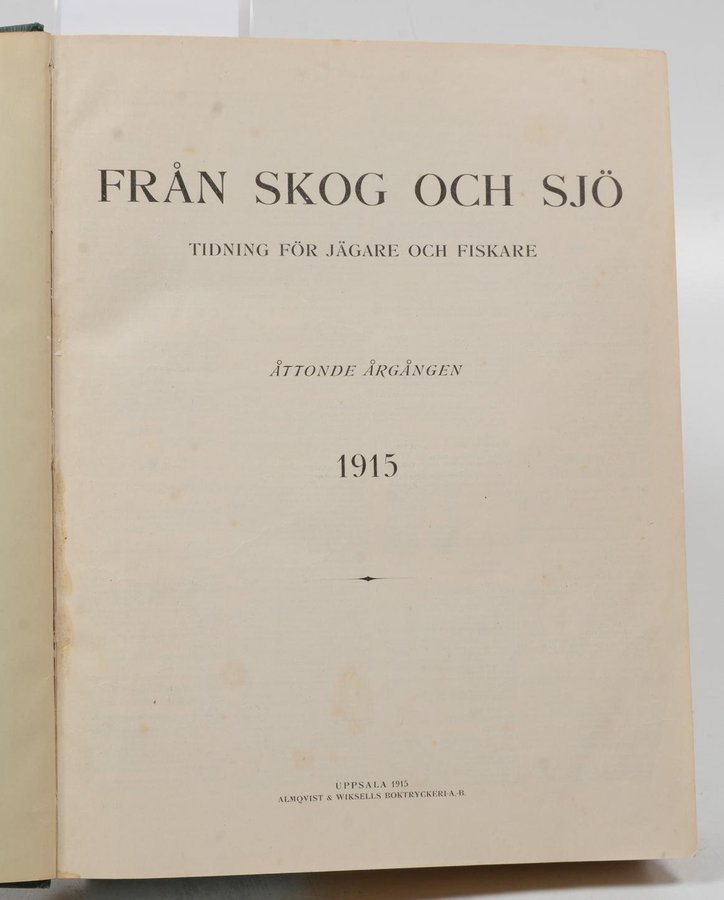 FRÅN SKOG OCH SJÖ
TIDNING FÖR JÄGARE OCH FISKARE
ÅTTONDE ÅRGÅNGEN
1915
UPPSALA 1915
ALMQVIST & WIKSELLS BOKTRYCKERI-A.-B.